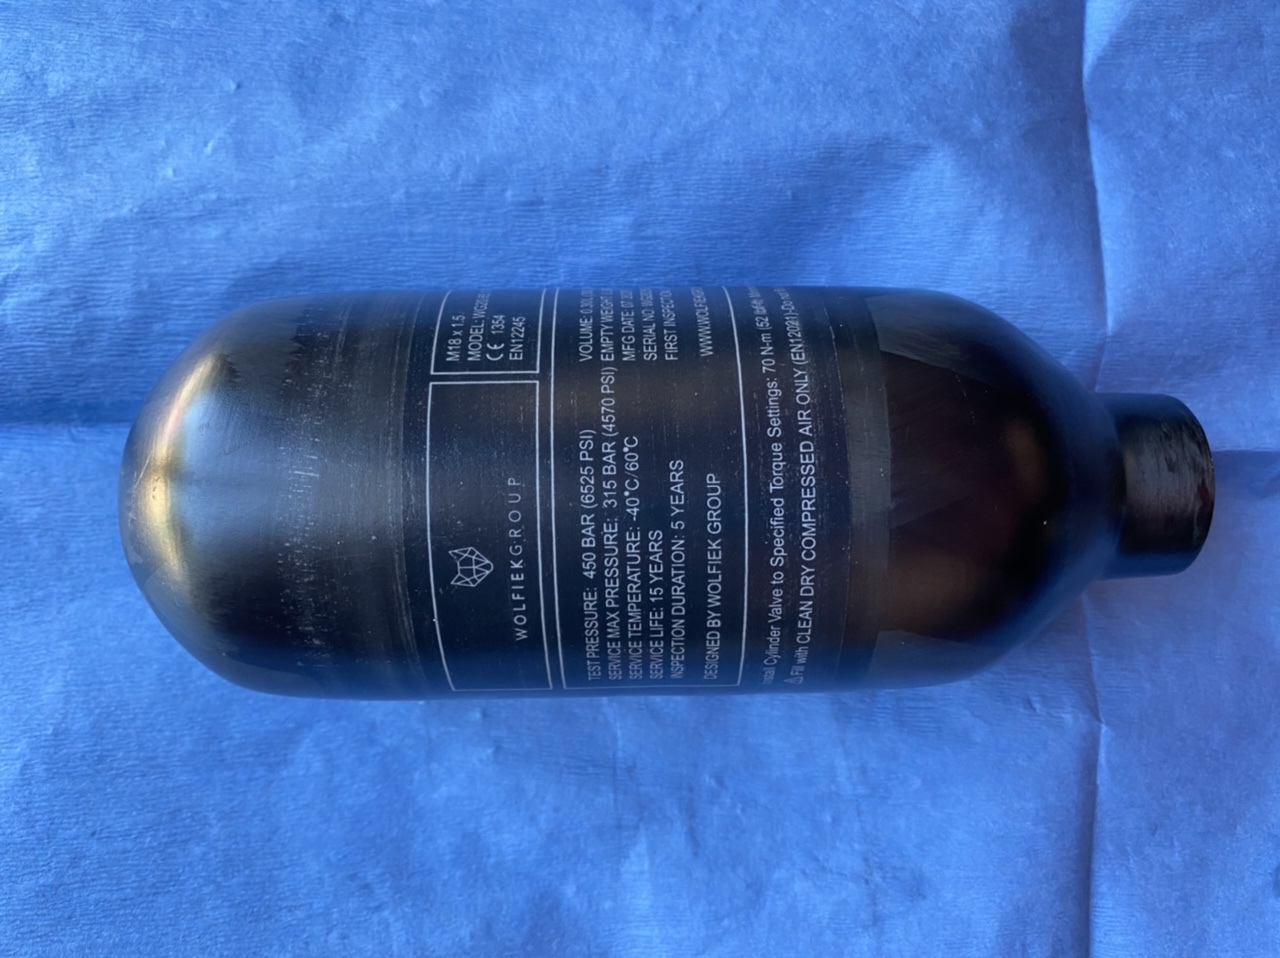 WOLFIEKGROUP
M18 x 1.5
MODEL:
CE 1354
EN12245
TEST PRESSURE: 450 BAR (6525 PSI)
SERVICE MAX PRESSURE: 315 BAR (4570 PSI)
SERVICE TEMPERATURE: -40°C/60°C
SERVICE LIFE: 15 YEARS
INSPECTION DURATION: 5 YEARS
DESIGNED BY WOLFIEK GROUP
VOLUME:
EMPTY WEIGHT:
MFG DATE:
SERIAL NO.
FIRST INSPECTION
Cylinder Valve to Specified Torque Settings: 70 N-m (52
⚠Fill with CLEAN DRY COMPRESSED AIR ONLY (EN12021)-Do